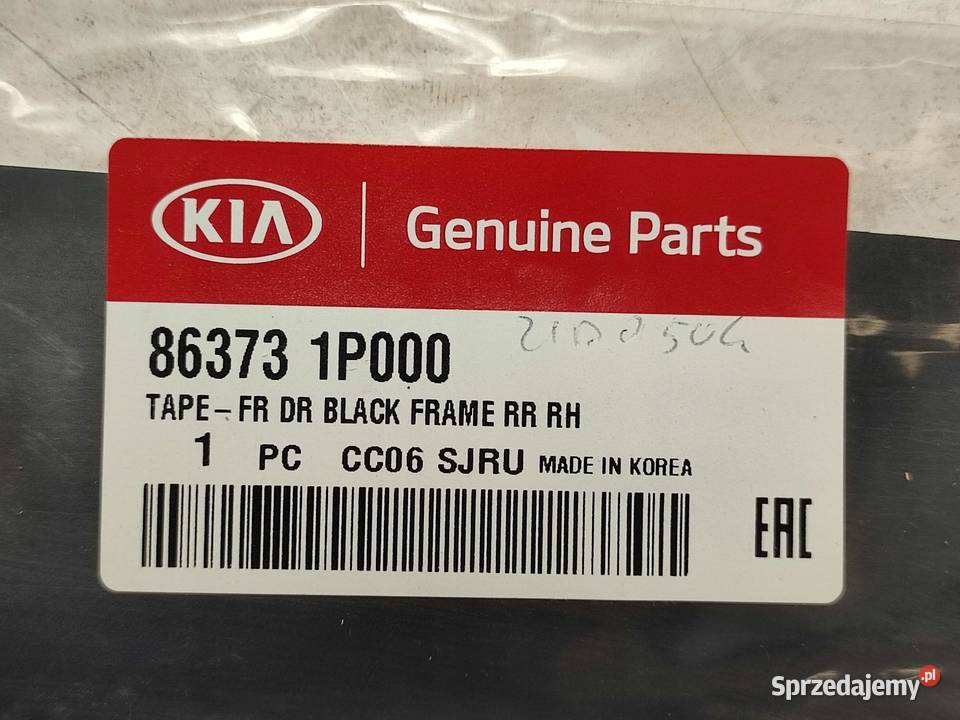 KIA Genuine Parts
86373 1P000
TAPE-FR DR BLACK FRAME RR RH
1 PC CC06 SJRU MADE IN KOREA
EAC
Sprzedajemy.pl